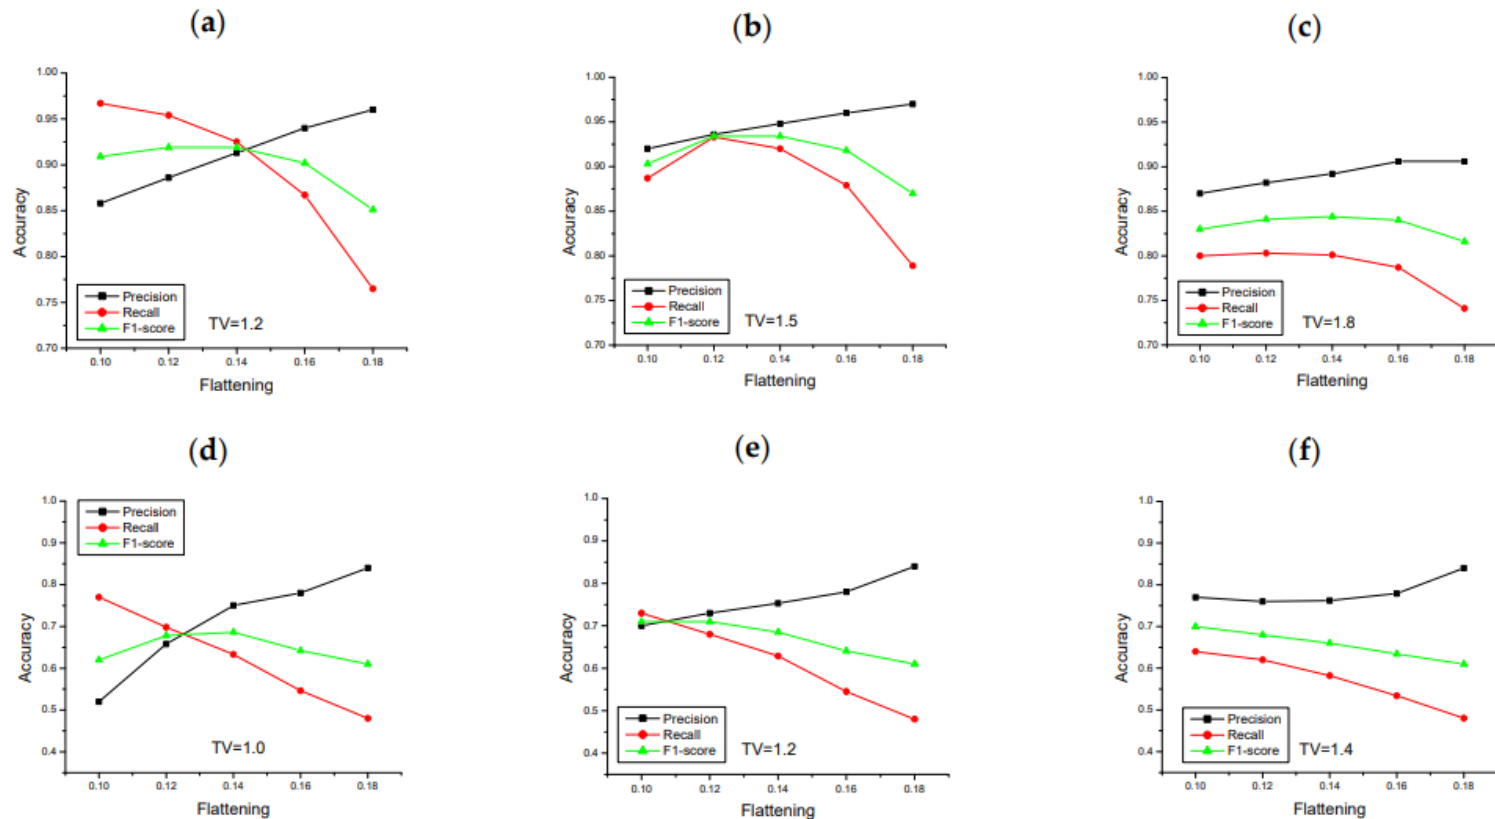 (a)
1.00
0.95
0.90
0.85
0.80
0.75
0.70
Accuracy
Precision
Recall
F1-score
TV=1.2
0.10 0.12 0.14 0.16 0.18
Flattening
(b)
1.00
0.95
0.90
0.85
0.80
0.75
0.70
Accuracy
Precision
Recall
F1-score
TV=1.5
0.10 0.12 0.14 0.16 0.18
Flattening
(c)
1.00
0.95
0.90
0.85
0.80
0.75
0.70
Accuracy
Precision
Recall
F1-score
TV=1.8
0.10 0.12 0.14 0.16 0.18
Flattening
(d)
1.0
0.9
0.8
0.7
0.6
0.5
0.4
Accuracy
Precision
Recall
F1-score
TV=1.0
0.10 0.12 0.14 0.16 0.18
Flattening
(e)
1.0
0.9
0.8
0.7
0.6
0.5
0.4
Accuracy
Precision
Recall
F1-score
TV=1.2
0.10 0.12 0.14 0.16 0.18
Flattening
(f)
1.0
0.9
0.8
0.7
0.6
0.5
0.4
Accuracy
Precision
Recall
F1-score
TV=1.4
0.10 0.12 0.14 0.16 0.18
Flattening